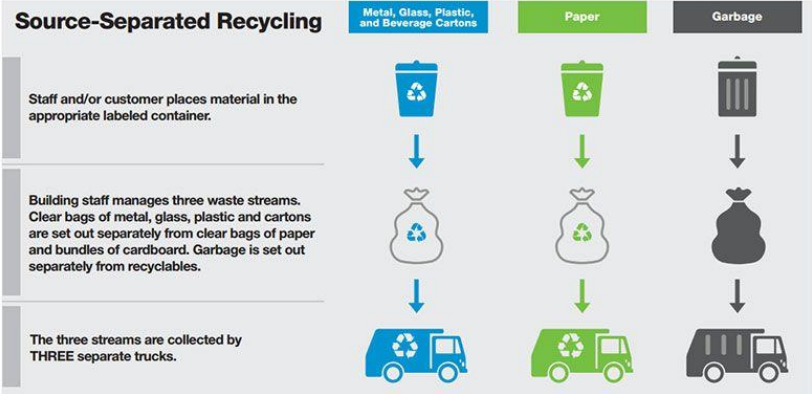 Source-Separated Recycling
Metal, Glass, Plastic,
and Beverage Cartons
Paper
Garbage
Staff and/or customer places material in the
appropriate labeled container.
Building staff manages three waste streams.
Clear bags of metal, glass, plastic and cartons
are set out separately from clear bags of paper
and bundles of cardboard. Garbage is set out
separately from recyclables.
The three streams are collected by
THREE separate trucks.